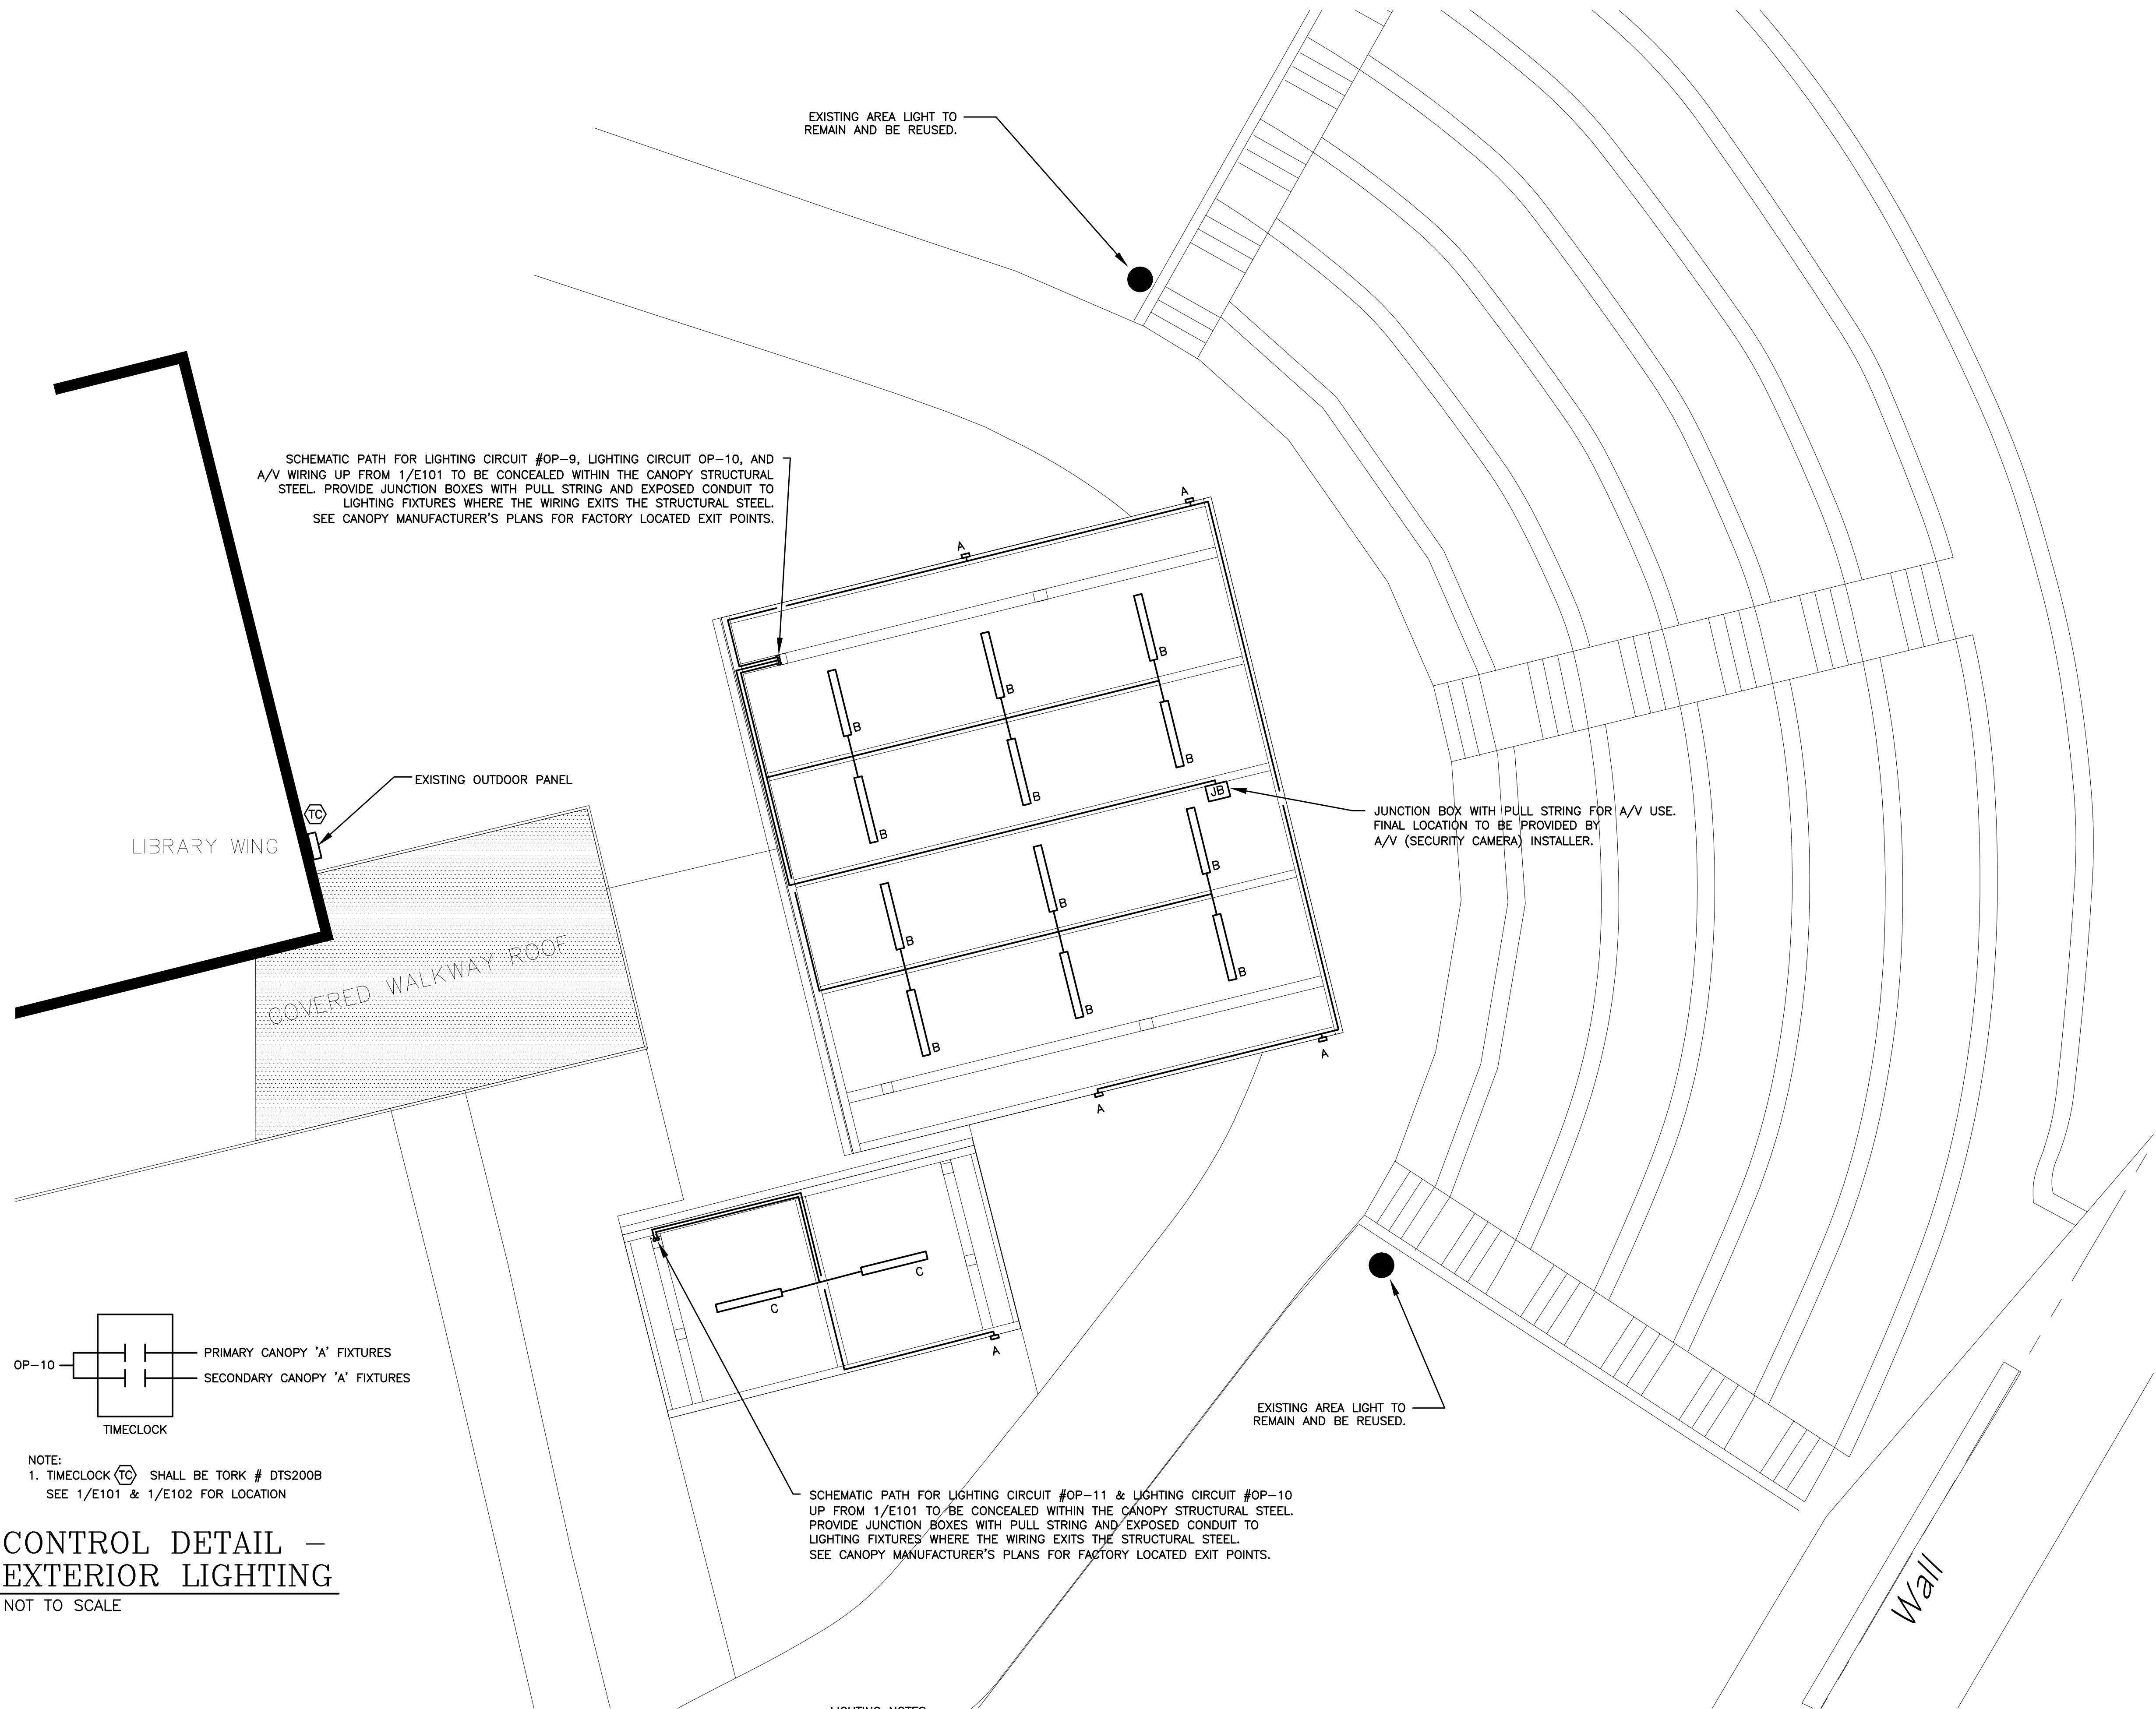 EXISTING AREA LIGHT TO
REMAIN AND BE REUSED.
SCHEMATIC PATH FOR LIGHTING CIRCUIT #OP-9, LIGHTING CIRCUIT OP-10, AND
A/V WIRING UP FROM 1/E101 TO BE CONCEALED WITHIN THE CANOPY STRUCTURAL
STEEL. PROVIDE JUNCTION BOXES WITH PULL STRING AND EXPOSED CONDUIT TO
LIGHTING FIXTURES WHERE THE WIRING EXITS THE STRUCTURAL STEEL.
SEE CANOPY MANUFACTURER'S PLANS FOR FACTORY LOCATED EXIT POINTS.
A
A
B
B
B
B
B
B
EXISTING OUTDOOR PANEL
TC
LIBRARY WING
COVERED WALKWAY ROOF
JB
JUNCTION BOX WITH PULL STRING FOR A/V USE.
FINAL LOCATION TO BE PROVIDED BY
A/V (SECURITY CAMERA) INSTALLER.
B
B
B
B
B
B
A
A
C
C
A
OP-10
PRIMARY CANOPY 'A' FIXTURES
SECONDARY CANOPY 'A' FIXTURES
TIMECLOCK
EXISTING AREA LIGHT TO
REMAIN AND BE REUSED.
NOTE:
1. TIMECLOCK TC SHALL BE TORK # DTS200B
SEE 1/E101 & 1/E102 FOR LOCATION
SCHEMATIC PATH FOR LIGHTING CIRCUIT #OP-11 & LIGHTING CIRCUIT #OP-10
UP FROM 1/E101 TO BE CONCEALED WITHIN THE CANOPY STRUCTURAL STEEL.
PROVIDE JUNCTION BOXES WITH PULL STRING AND EXPOSED CONDUIT TO
LIGHTING FIXTURES WHERE THE WIRING EXITS THE STRUCTURAL STEEL.
SEE CANOPY MANUFACTURER'S PLANS FOR FACTORY LOCATED EXIT POINTS.
CONTROL DETAIL -
EXTERIOR LIGHTING
NOT TO SCALE
Wall
LIGHTING NOTES